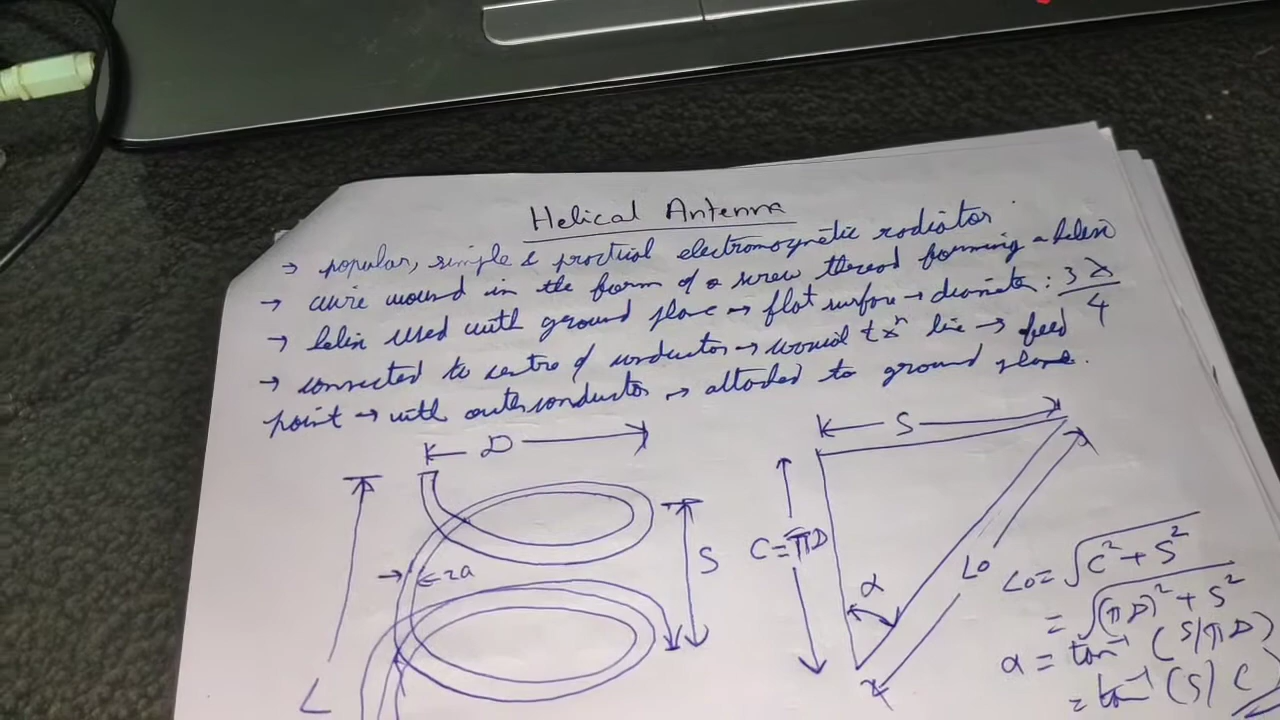 Helical Antenna
→ popular, simple & practical electromagnetic radiator
→ wire wound in the form of a screw thread forming a helix
→ helix used with ground plane → flat surface → diameter : 3λ/4
→ connected to centre of conductor → txⁿ line → feed
point → with outer conductor → attached to ground plane.
D
S
S
C=πD
2a
α
Lo
L
Lo = √C² + S²
= √(πD)² + S²
α = tan⁻¹ (S/πD)
= tan⁻¹ (S/C)